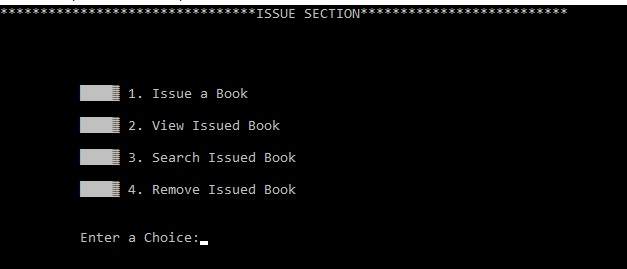 ********************************ISSUE SECTION**************************
1. Issue a Book
2. View Issued Book
3. Search Issued Book
4. Remove Issued Book
Enter a Choice: